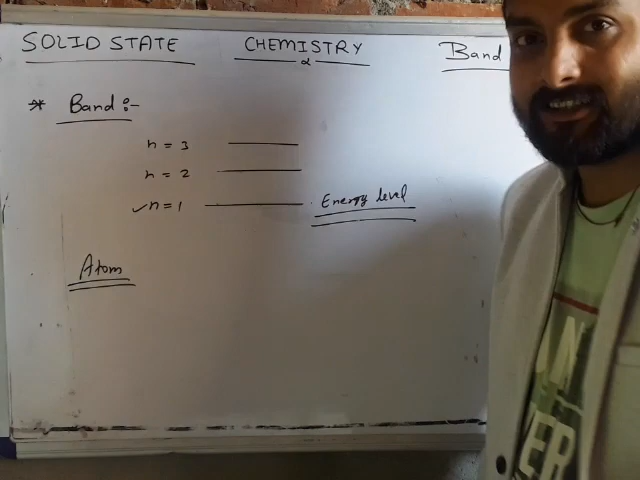 SOLID STATE CHEMISTRY Band
* Band :-
n = 3
n = 2
✓ n = 1 Energy level
Atom